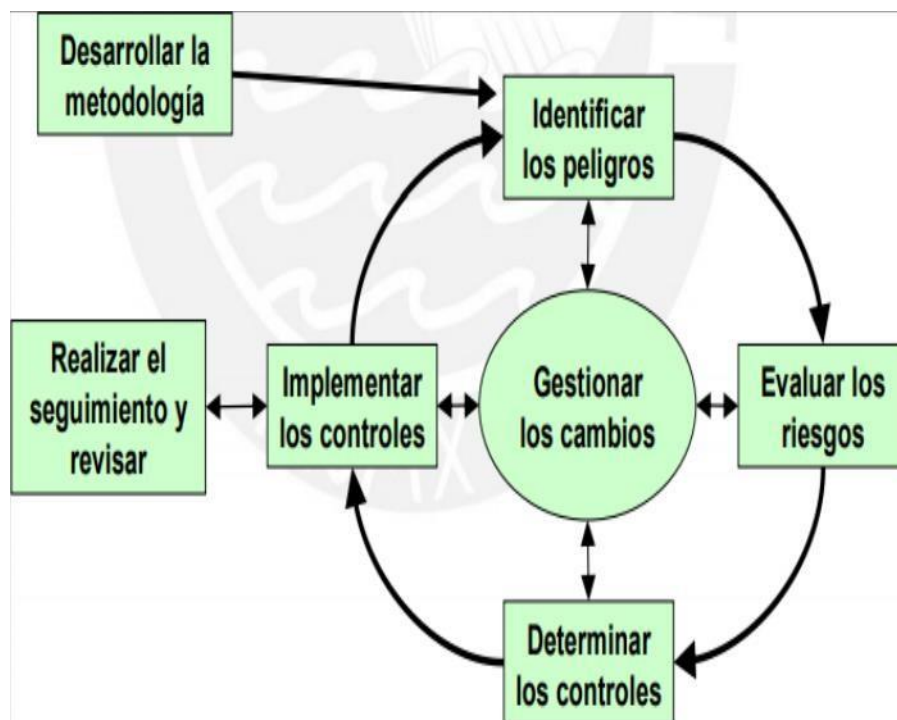 Desarrollar la
metodología
Identificar
los peligros
Realizar el
seguimiento y
revisar
Implementar
los controles
Gestionar
los cambios
Evaluar los
riesgos
Determinar
los controles